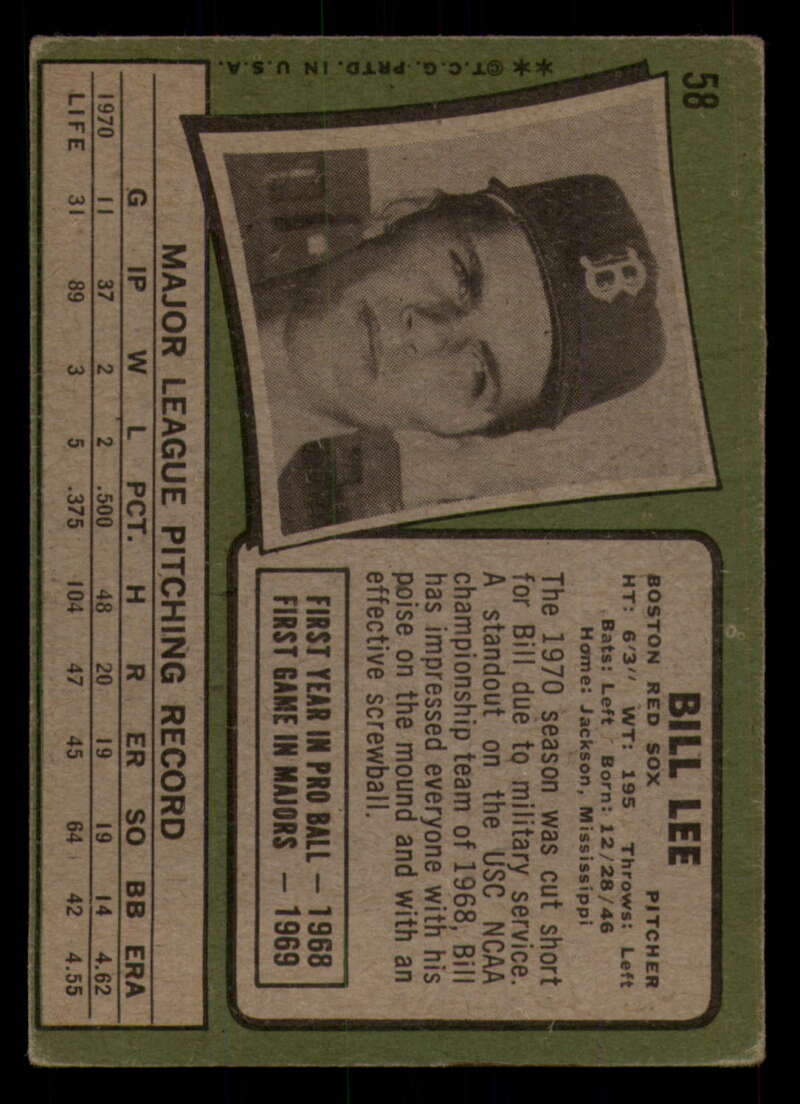 58
B
BILL LEE
BOSTON RED SOX PITCHER
HT: 6'3" WT: 195 Throws: Left
Bats: Left Born: 12/28/46
Home: Jackson, Mississippi
The 1970 season was cut short
for Bill due to military service.
A standout on the USC NCAA
championship team of 1968, Bill
has impressed everyone with his
poise on the mound and with an
effective screwball.
FIRST YEAR IN PRO BALL — 1968
FIRST GAME IN MAJORS — 1969
MAJOR LEAGUE PITCHING RECORD
G IP W L PCT. H R ER SO BB ERA
1970 11 37 2 2 .500 48 20 19 19 14 4.62
LIFE 31 89 3 5 .375 104 47 45 64 42 4.55
**©T.C.G. PRTD. IN U.S.A.